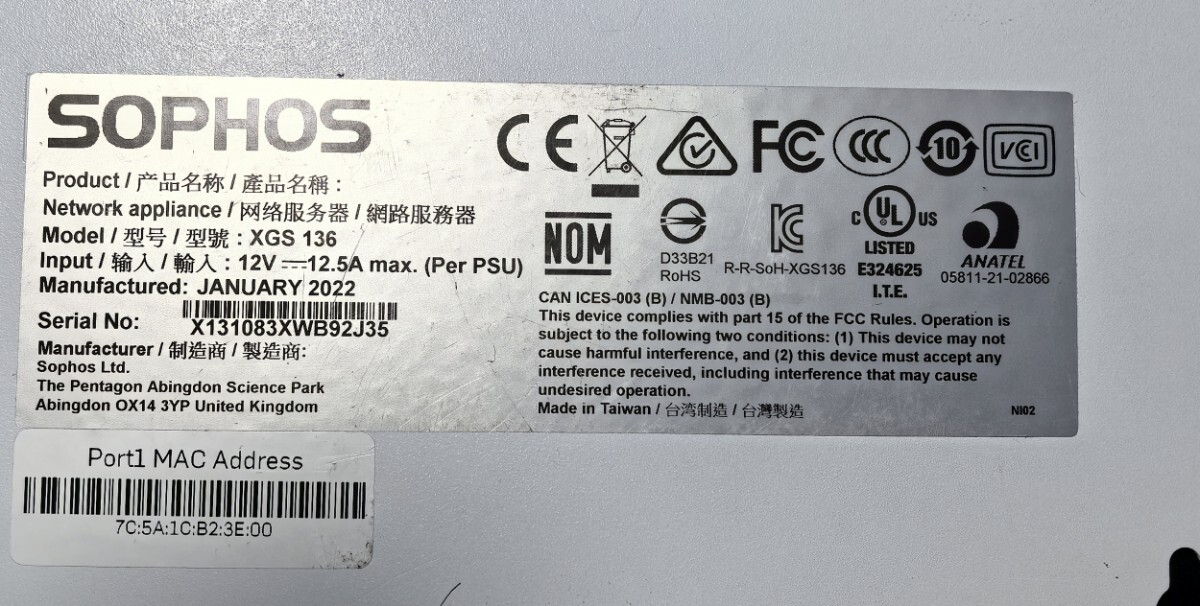 SOPHOS
Product / 产品名称 / 產品名稱 :
Network appliance / 网络服务器 / 網路服務器
Model / 型号 / 型號 : XGS 136
Input / 输入 / 輸入 : 12V 12.5A max. (Per PSU)
Manufactured: JANUARY 2022
Serial No:
X131083XWB92J35
Manufacturer / 制造商 / 製造商:
Sophos Ltd.
The Pentagon Abingdon Science Park
Abingdon OX14 3YP United Kingdom
CE FC CCC 10 VCI
NOM
D33B21
RoHS
R-R-SoH-XGS136
c UL US
LISTED
E324625
I.T.E.
ANATEL
05811-21-02866
CAN ICES-003 (B) / NMB-003 (B)
This device complies with part 15 of the FCC Rules. Operation is
subject to the following two conditions: (1) This device may not
cause harmful interference, and (2) this device must accept any
interference received, including interference that may cause
undesired operation.
Made in Taiwan / 台湾制造 / 台灣製造
NI02
Port1 MAC Address
7C:5A:1C:B2:3E:00